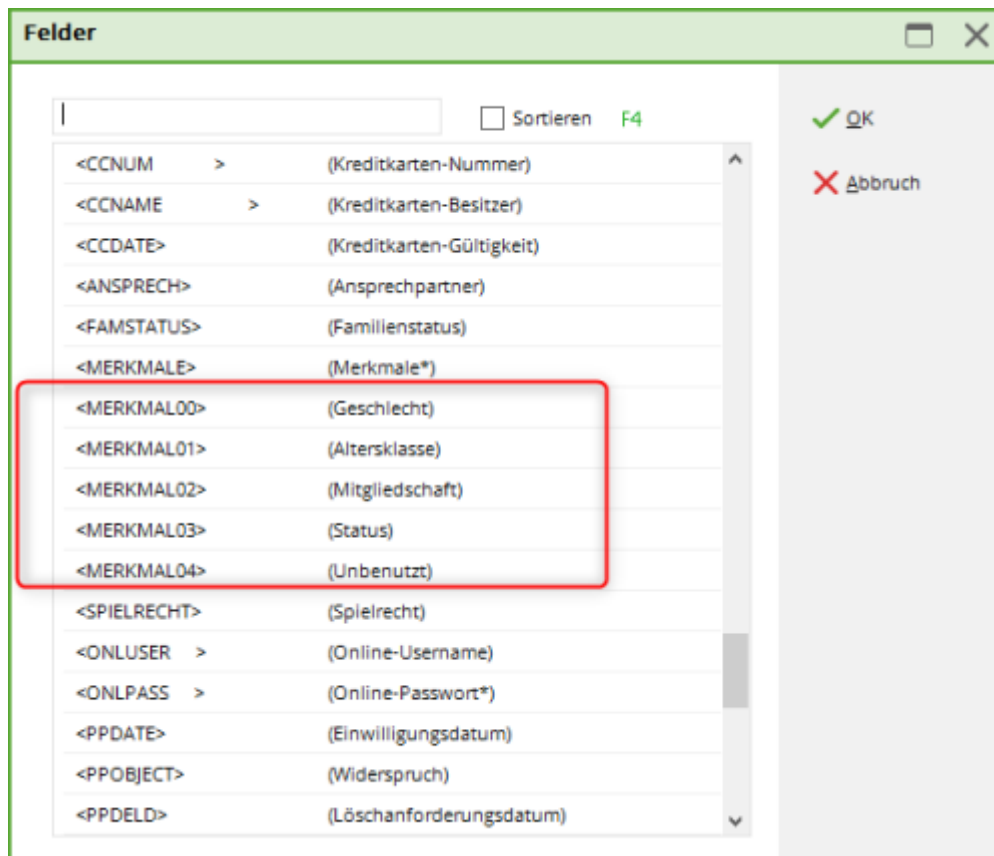 Felder
Sortieren F4
OK
Abbruch
<CCNUM > (Kreditkarten-Nummer)
<CCNAME > (Kreditkarten-Besitzer)
<CCDATE> (Kreditkarten-Gültigkeit)
<ANSPRECH> (Ansprechpartner)
<FAMSTATUS> (Familienstatus)
<MERKMALE> (Merkmale*)
<MERKMAL00> (Geschlecht)
<MERKMAL01> (Altersklasse)
<MERKMAL02> (Mitgliedschaft)
<MERKMAL03> (Status)
<MERKMAL04> (Unbenutzt)
<SPIELRECHT> (Spielrecht)
<ONLUSER > (Online-Username)
<ONLPASS > (Online-Passwort*)
<PPDATE> (Einwilligungsdatum)
<PPOBJECT> (Widerspruch)
<PPDELD> (Löschanforderungsdatum)